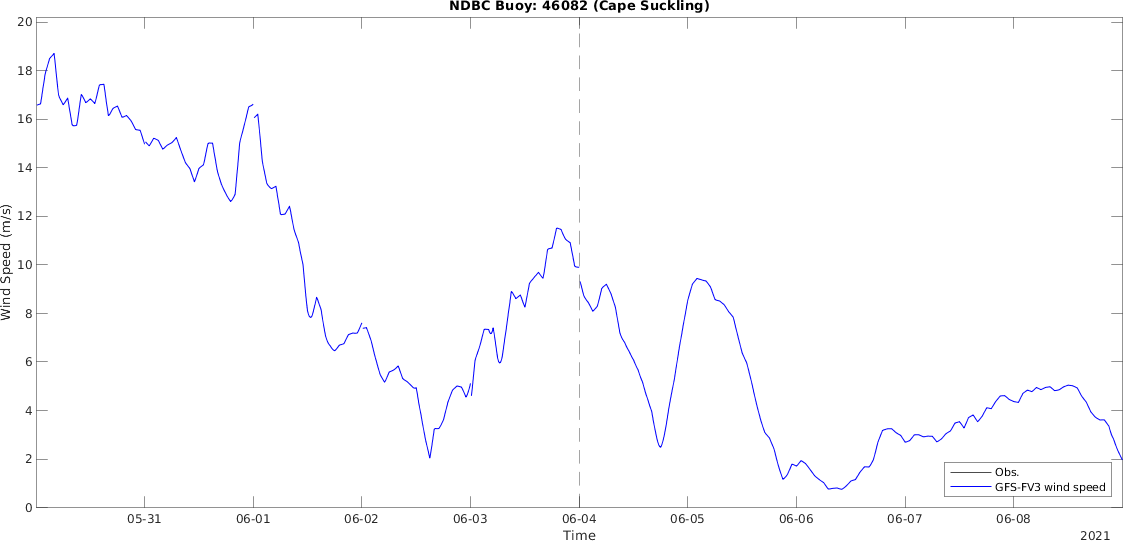 NDBC Buoy: 46082 (Cape Suckling)
20
18
16
14
12
10
8
6
4
2
0
Wind Speed (m/s)
05-31 06-01 06-02 06-03 06-04 06-05 06-06 06-07 06-08
Time
2021
Obs.
GFS-FV3 wind speed